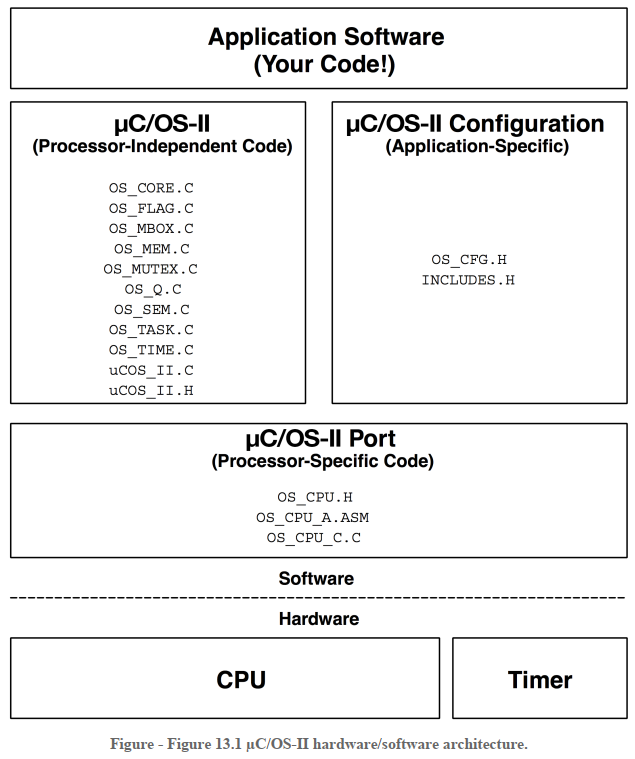 Application Software
(Your Code!)
µC/OS-II
(Processor-Independent Code)
OS_CORE.C
OS_FLAG.C
OS_MBOX.C
OS_MEM.C
OS_MUTEX.C
OS_Q.C
OS_SEM.C
OS_TASK.C
OS_TIME.C
uCOS_II.C
uCOS_II.H
µC/OS-II Configuration
(Application-Specific)
OS_CFG.H
INCLUDES.H
µC/OS-II Port
(Processor-Specific Code)
OS_CPU.H
OS_CPU_A.ASM
OS_CPU_C.C
Software
Hardware
CPU
Timer
Figure - Figure 13.1 µC/OS-II hardware/software architecture.